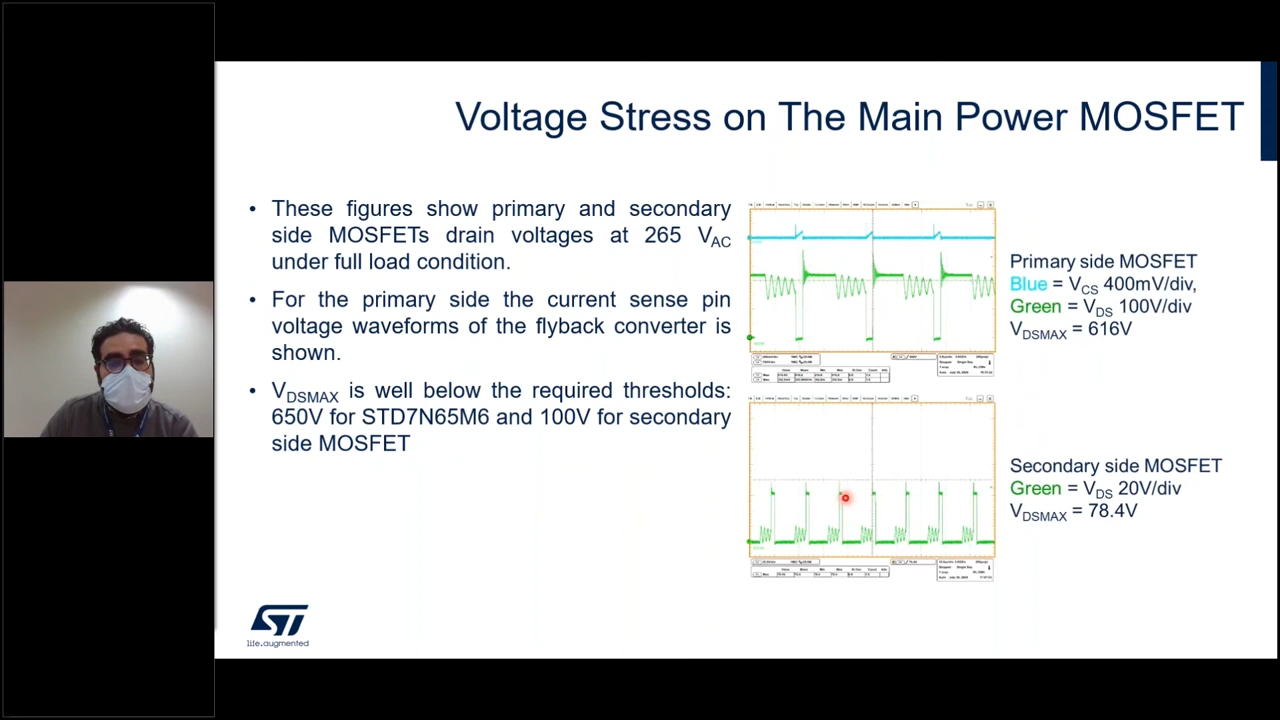 Voltage Stress on The Main Power MOSFET
• These figures show primary and secondary
side MOSFETs drain voltages at 265 VAC
under full load condition.
• For the primary side the current sense pin
voltage waveforms of the flyback converter is
shown.
• VDSMAX is well below the required thresholds:
650V for STD7N65M6 and 100V for secondary
side MOSFET
Primary side MOSFET
Blue = VCS 400mV/div,
Green = VDS 100V/div
VDSMAX = 616V
Secondary side MOSFET
Green = VDS 20V/div
VDSMAX = 78.4V
ST
life.augmented